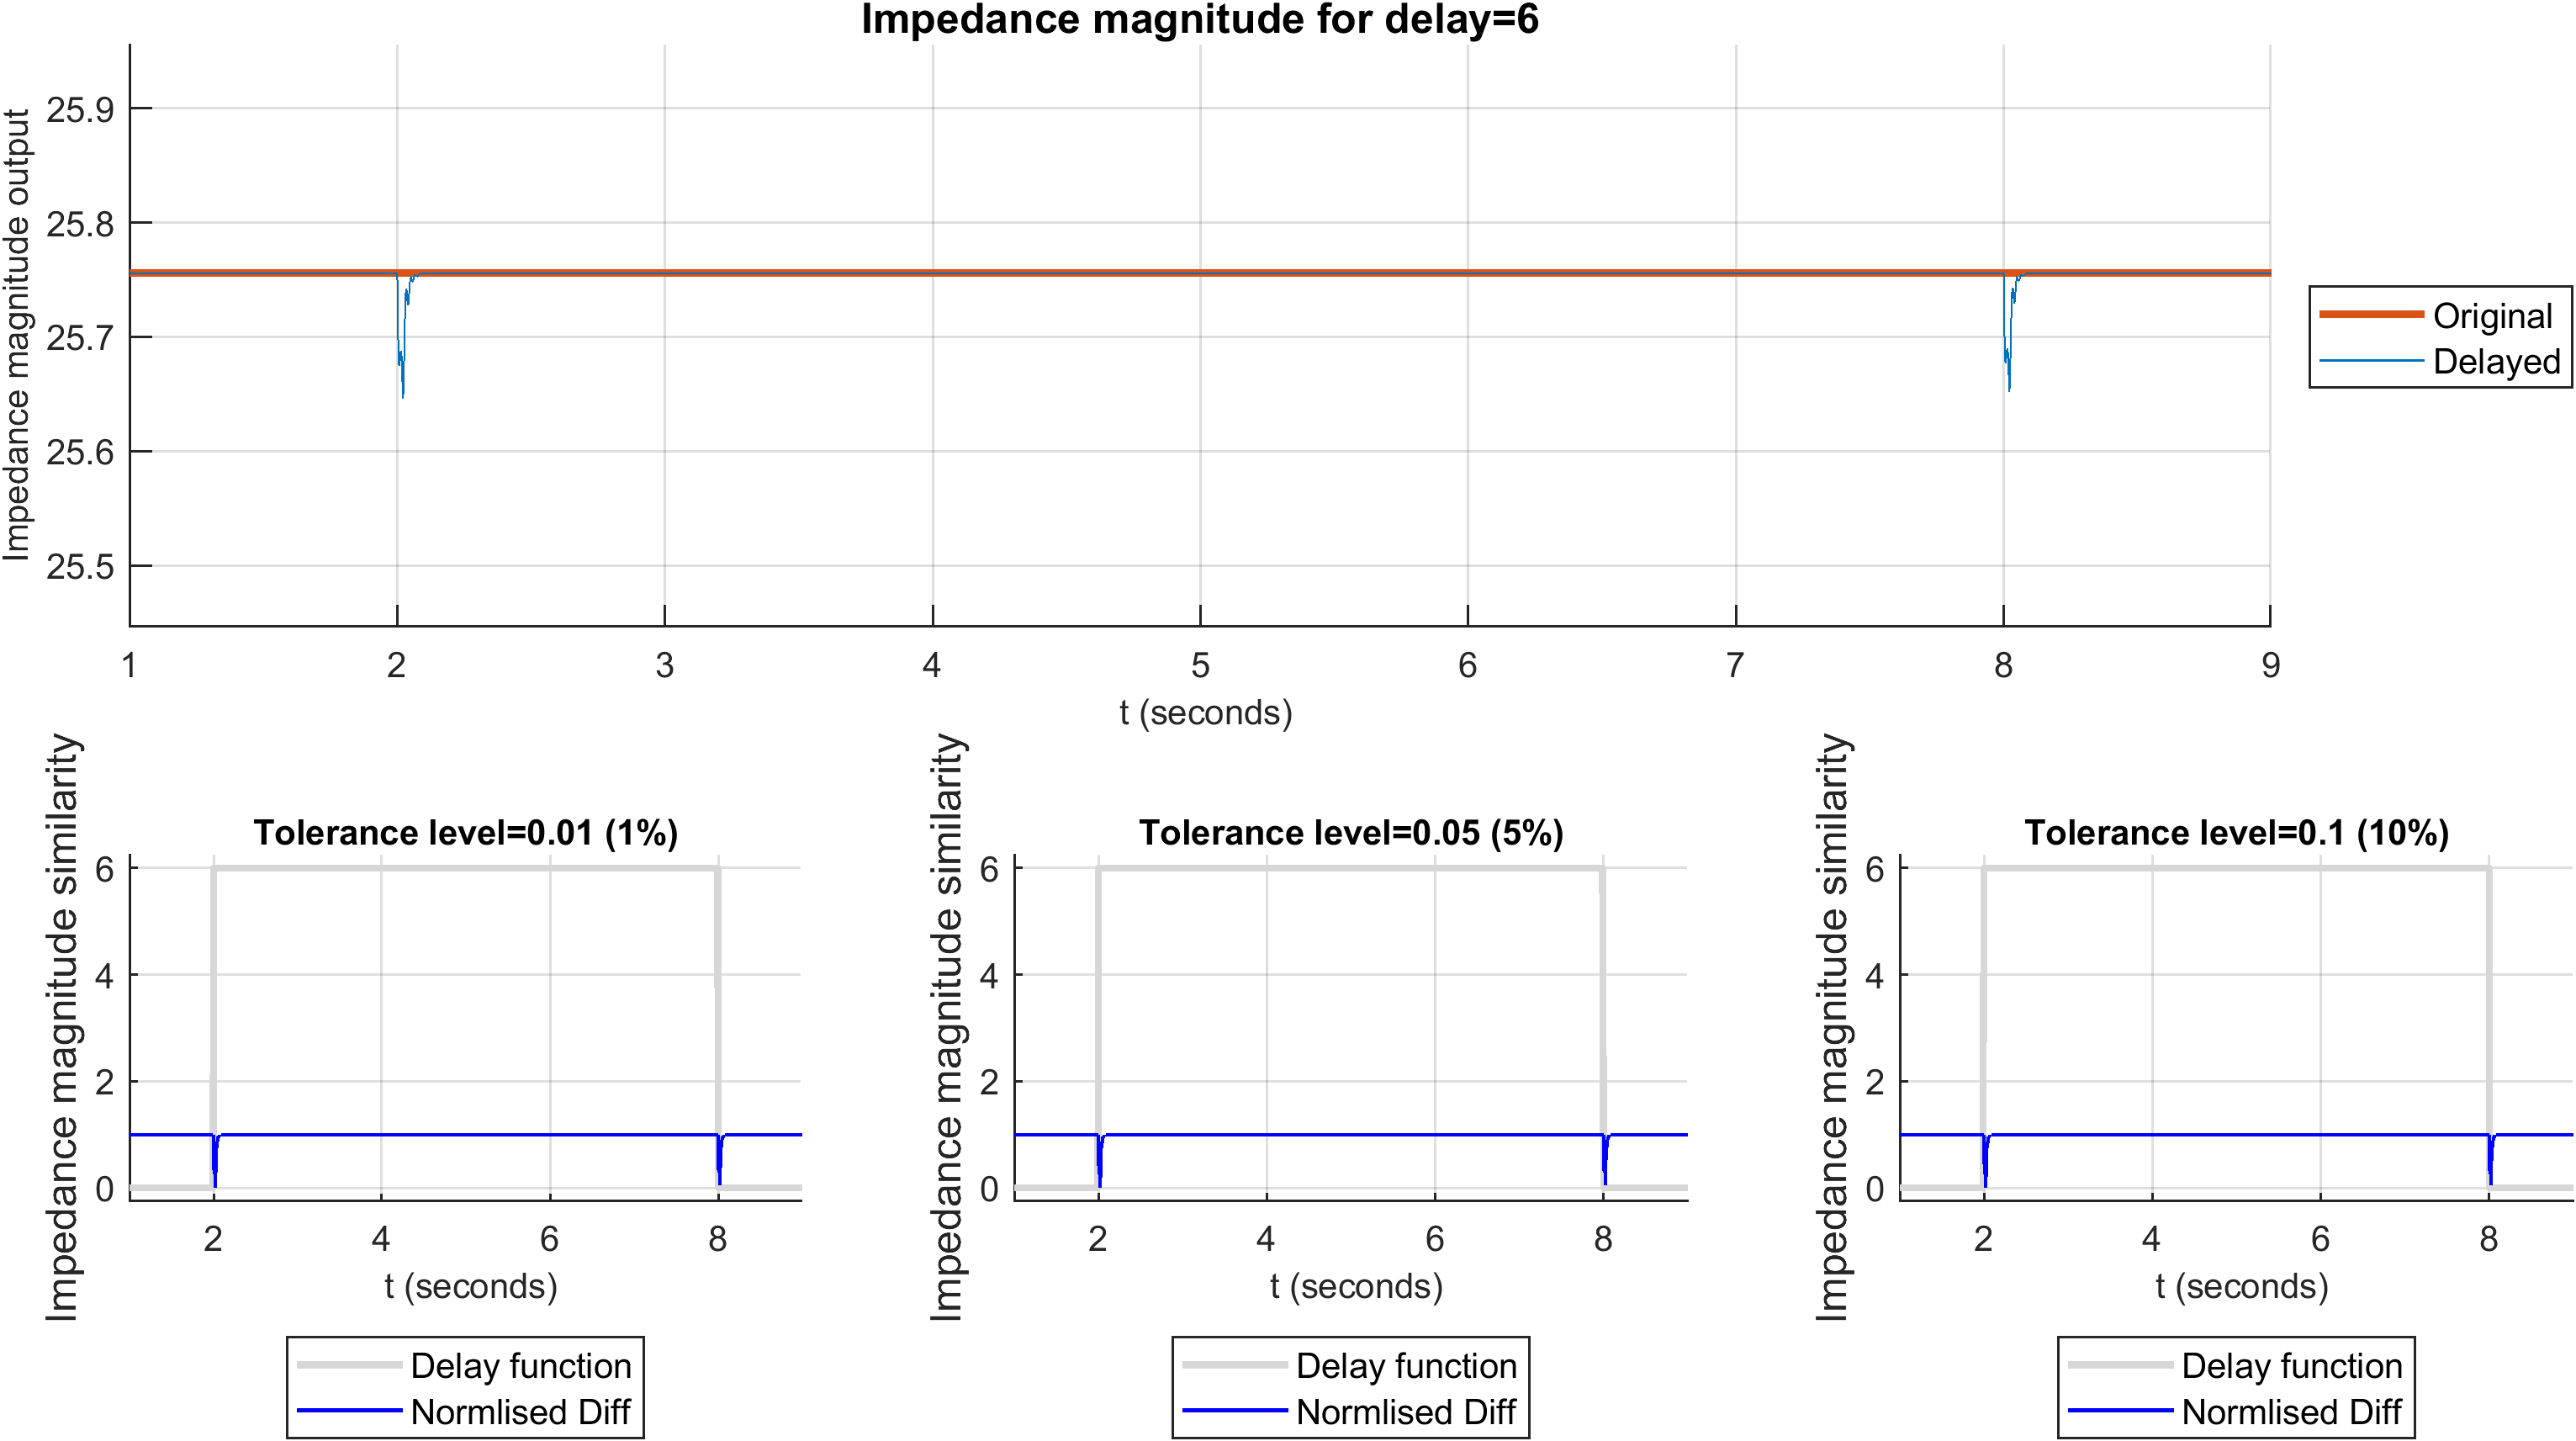 Impedance magnitude for delay=6
Impedance magnitude output
25.9
25.8
25.7
25.6
25.5
1 2 3 4 5 6 7 8 9
t (seconds)
Original
Delayed
Tolerance level=0.01 (1%)
Impedance magnitude similarity
6
4
2
0
2 4 6 8
t (seconds)
Delay function
Normlised Diff
Tolerance level=0.05 (5%)
Impedance magnitude similarity
6
4
2
0
2 4 6 8
t (seconds)
Delay function
Normlised Diff
Tolerance level=0.1 (10%)
Impedance magnitude similarity
6
4
2
0
2 4 6 8
t (seconds)
Delay function
Normlised Diff